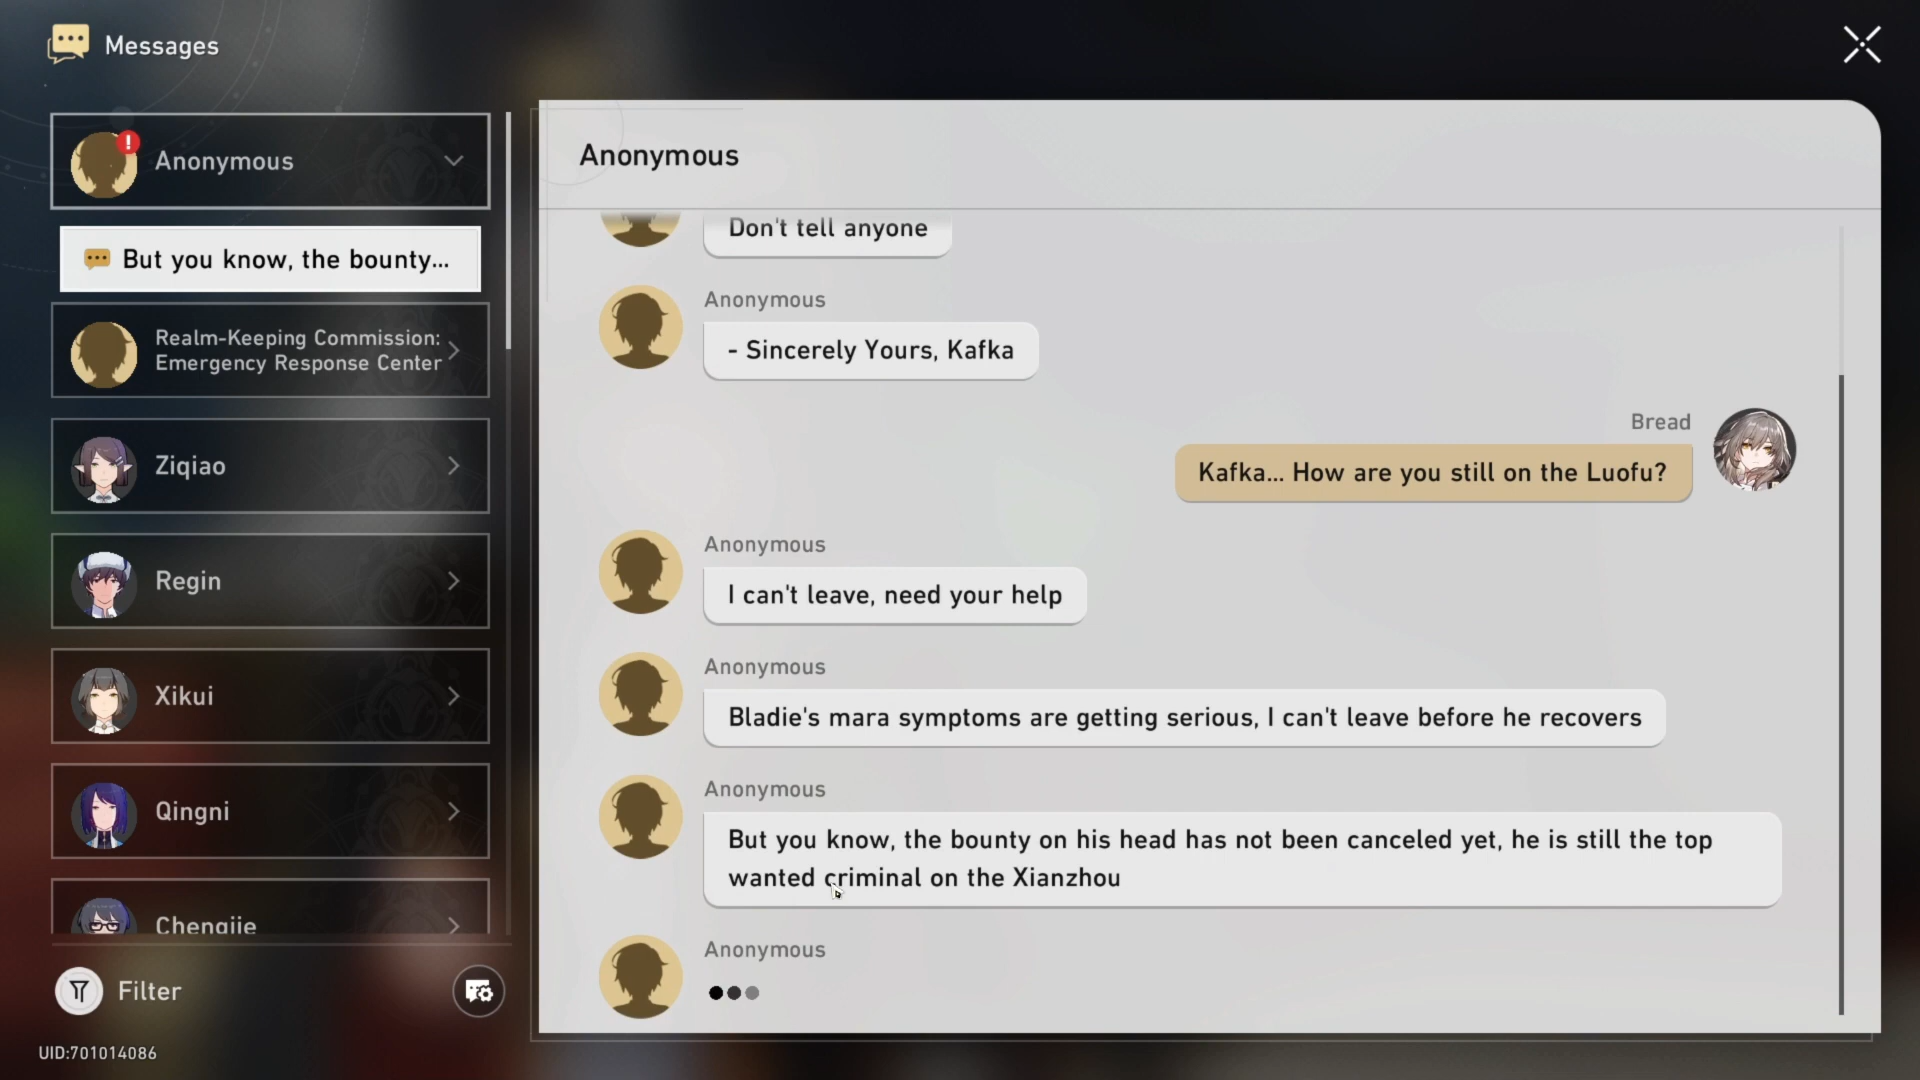 Messages
Anonymous
But you know, the bounty...
Realm-Keeping Commission:
Emergency Response Center
Ziqiao
Regin
Xikui
Qingni
Chengjie
Filter
UID:701014086
Anonymous
Don't tell anyone
Anonymous
- Sincerely Yours, Kafka
Bread
Kafka... How are you still on the Luofu?
Anonymous
I can't leave, need your help
Anonymous
Bladie's mara symptoms are getting serious, I can't leave before he recovers
Anonymous
But you know, the bounty on his head has not been canceled yet, he is still the top
wanted criminal on the Xianzhou
Anonymous